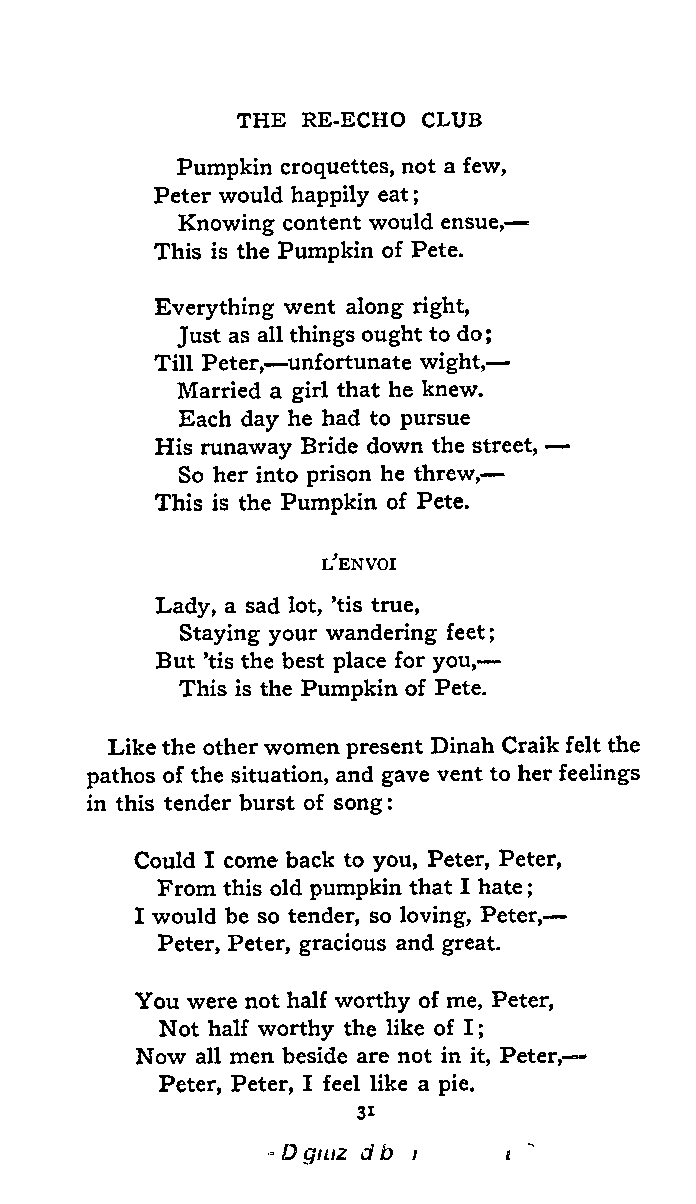 THE RE-ECHO CLUB
Pumpkin croquettes, not a few,
Peter would happily eat;
Knowing content would ensue,—
This is the Pumpkin of Pete.
Everything went along right,
Just as all things ought to do;
Till Peter,—unfortunate wight,—
Married a girl that he knew.
Each day he had to pursue
His runaway Bride down the street, —
So her into prison he threw,—
This is the Pumpkin of Pete.
L'ENVOI
Lady, a sad lot, 'tis true,
Staying your wandering feet;
But 'tis the best place for you,—
This is the Pumpkin of Pete.
Like the other women present Dinah Craik felt the
pathos of the situation, and gave vent to her feelings
in this tender burst of song:
Could I come back to you, Peter, Peter,
From this old pumpkin that I hate;
I would be so tender, so loving, Peter,—
Peter, Peter, gracious and great.
You were not half worthy of me, Peter,
Not half worthy the like of I;
Now all men beside are not in it, Peter,—
Peter, Peter, I feel like a pie.
31